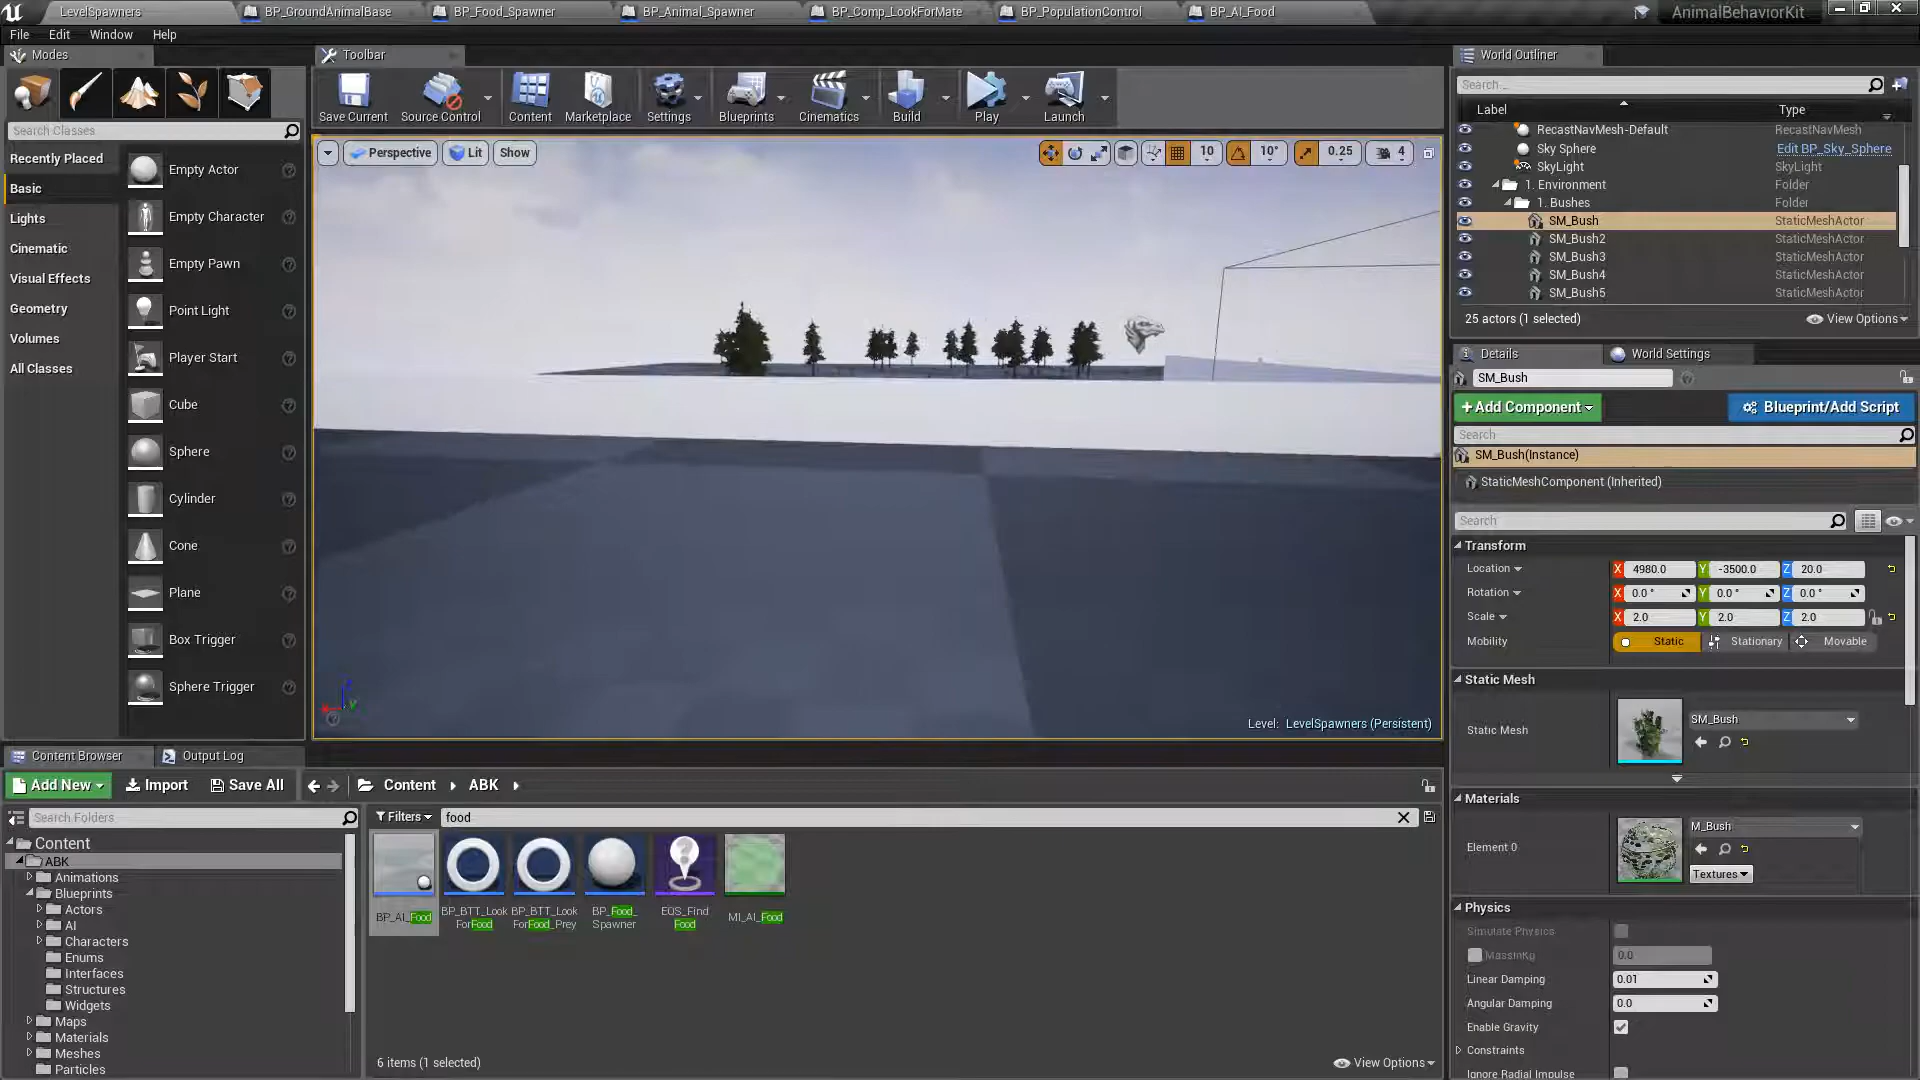 LevelSpawners
BP_GroundAnimalBase
BP_Food_Spawner
BP_Animal_Spawner
BP_Comp_LookForMate
BP_PopulationControl
BP_AI_Food
AnimalBehaviorKit
File Edit Window Help
Modes
Search Classes
Recently Placed
Basic
Lights
Cinematic
Visual Effects
Geometry
Volumes
All Classes
Empty Actor
Empty Character
Empty Pawn
Point Light
Player Start
Cube
Sphere
Cylinder
Cone
Plane
Box Trigger
Sphere Trigger
Toolbar
Save Current
Source Control
Content
Marketplace
Settings
Blueprints
Cinematics
Build
Play
Launch
Perspective
Lit
Show
10
10°
0.25
4
Level: LevelSpawners (Persistent)
World Outliner
Search...
Label Type
RecastNavMesh-Default RecastNavMesh
Sky Sphere Edit BP_Sky_Sphere
SkyLight SkyLight
1. Environment Folder
1. Bushes Folder
SM_Bush StaticMeshActor
SM_Bush2 StaticMeshActor
SM_Bush3 StaticMeshActor
SM_Bush4 StaticMeshActor
SM_Bush5 StaticMeshActor
25 actors (1 selected)
View Options
Details
World Settings
SM_Bush
+Add Component
Blueprint/Add Script
Search
SM_Bush(Instance)
StaticMeshComponent (Inherited)
Search
Transform
Location X 4980.0 Y -3500.0 Z 20.0
Rotation X 0.0 ° Y 0.0 ° Z 0.0 °
Scale X 2.0 Y 2.0 Z 2.0
Mobility Static Stationary Movable
Static Mesh
Static Mesh
SM_Bush
Materials
Element 0
M_Bush
Textures
Physics
Simulate Physics
MassInKg 0.0
Linear Damping 0.01
Angular Damping 0.0
Enable Gravity
Constraints
Ignore Radial Impulse
Content Browser
Output Log
Add New
Import
Save All
Content
ABK
Search Folders
Content
ABK
Animations
Blueprints
Actors
AI
Characters
Enums
Interfaces
Structures
Widgets
Maps
Materials
Meshes
Particles
Filters
food
BP_AI_Food
BP_BTT_Look
ForFood
BP_BTT_Look
ForFood_Prey
BP_Food_
Spawner
EQS_Find
Food
MI_AI_Food
6 items (1 selected)
View Options